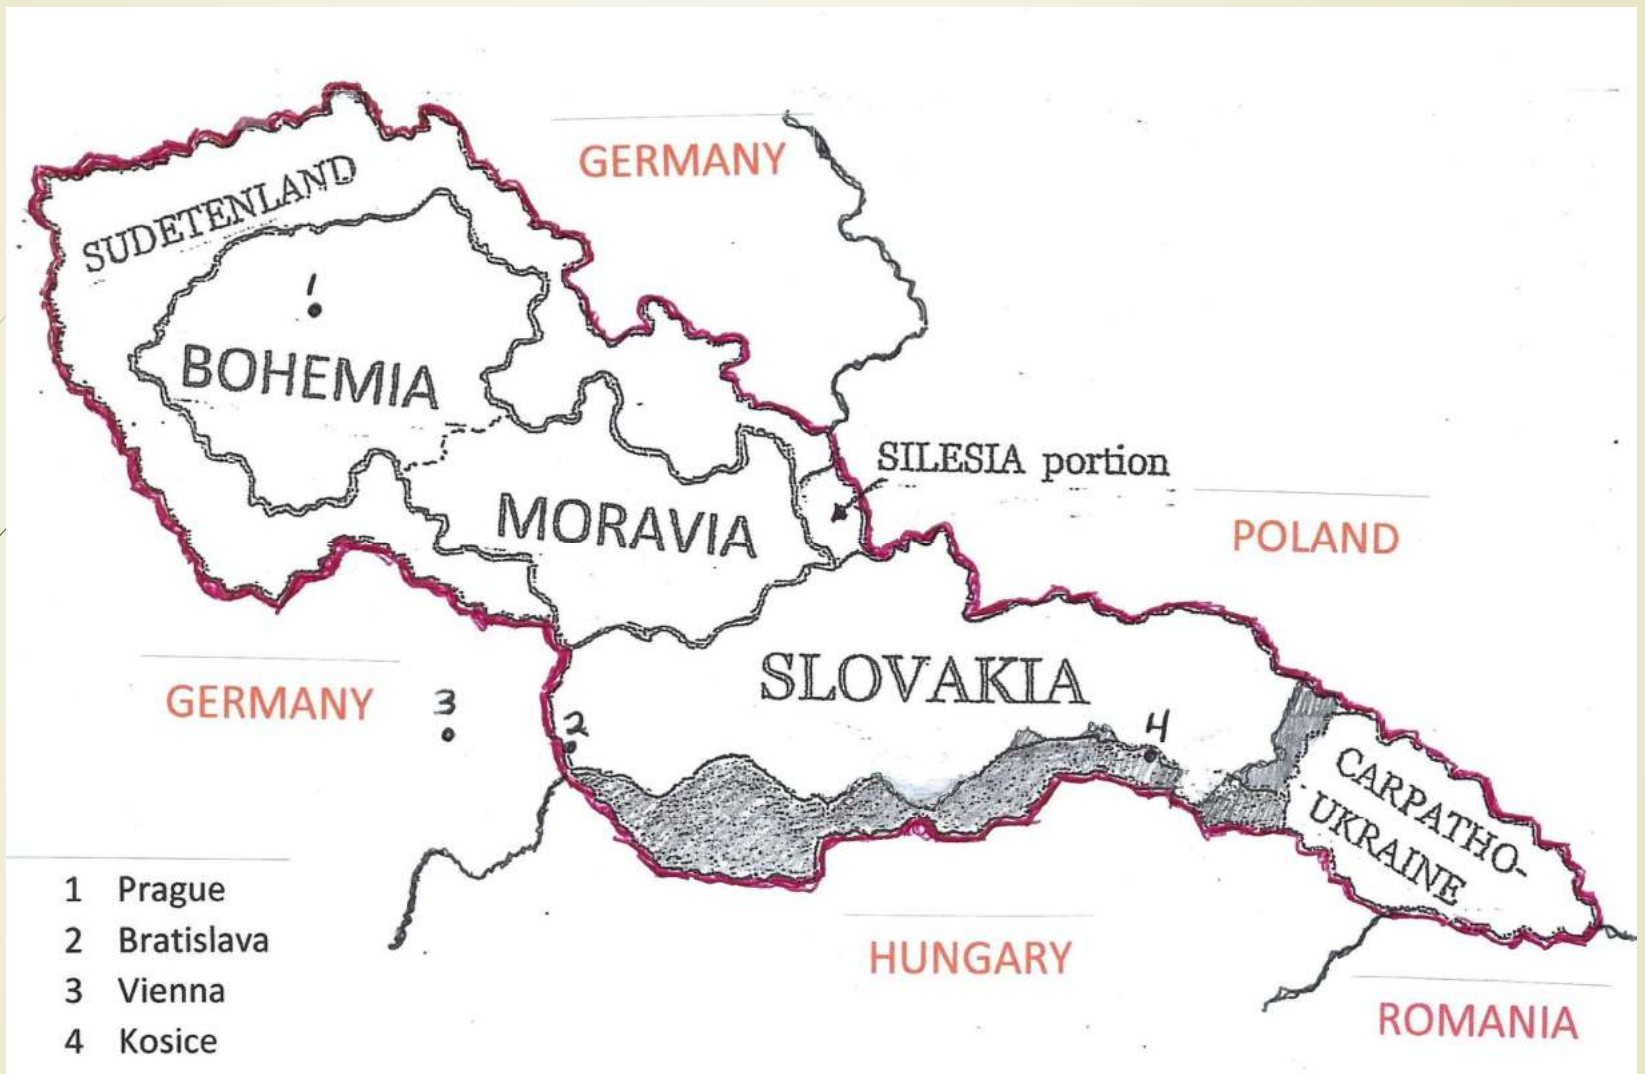 GERMANY
SUDETENLAND
1
BOHEMIA
SILESIA portion
MORAVIA
POLAND
SLOVAKIA
GERMANY
3
2
4
CARPATHO-
UKRAINE
HUNGARY
ROMANIA
1 Prague
2 Bratislava
3 Vienna
4 Kosice